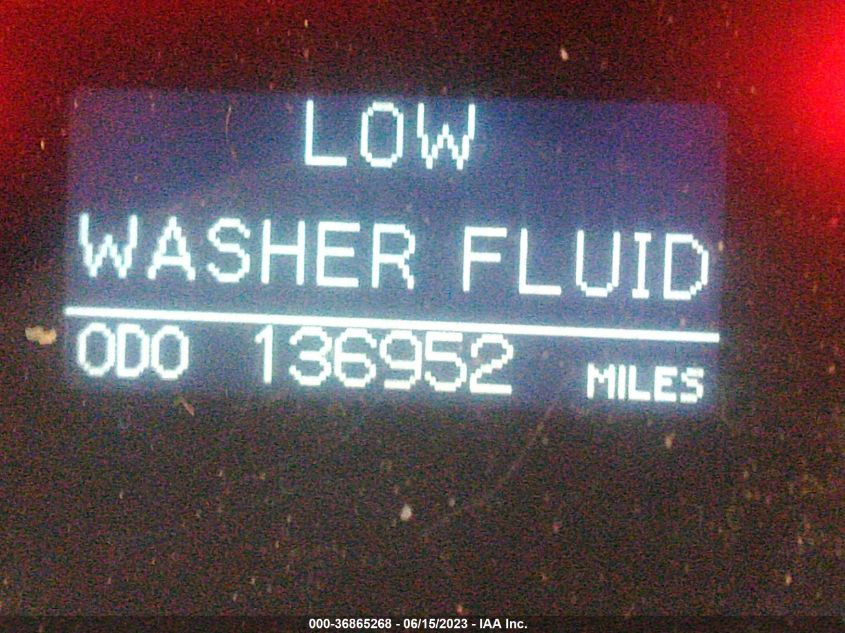 LOW
WASHER FLUID
ODO 136952 MILES
000-36865268 - 06/15/2023 - IAA Inc.